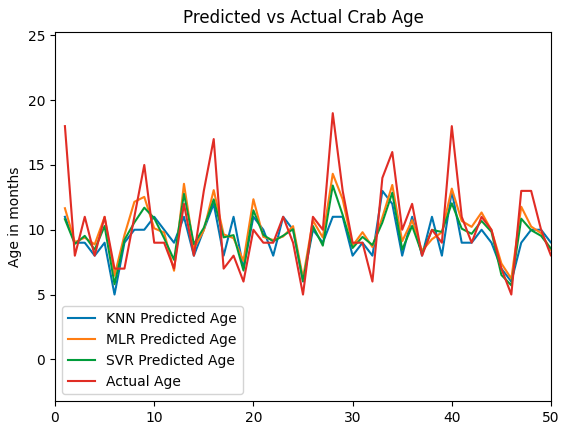 Predicted vs Actual Crab Age
25
20
15
10
5
0
Age in months
KNN Predicted Age
MLR Predicted Age
SVR Predicted Age
Actual Age
0 10 20 30 40 50